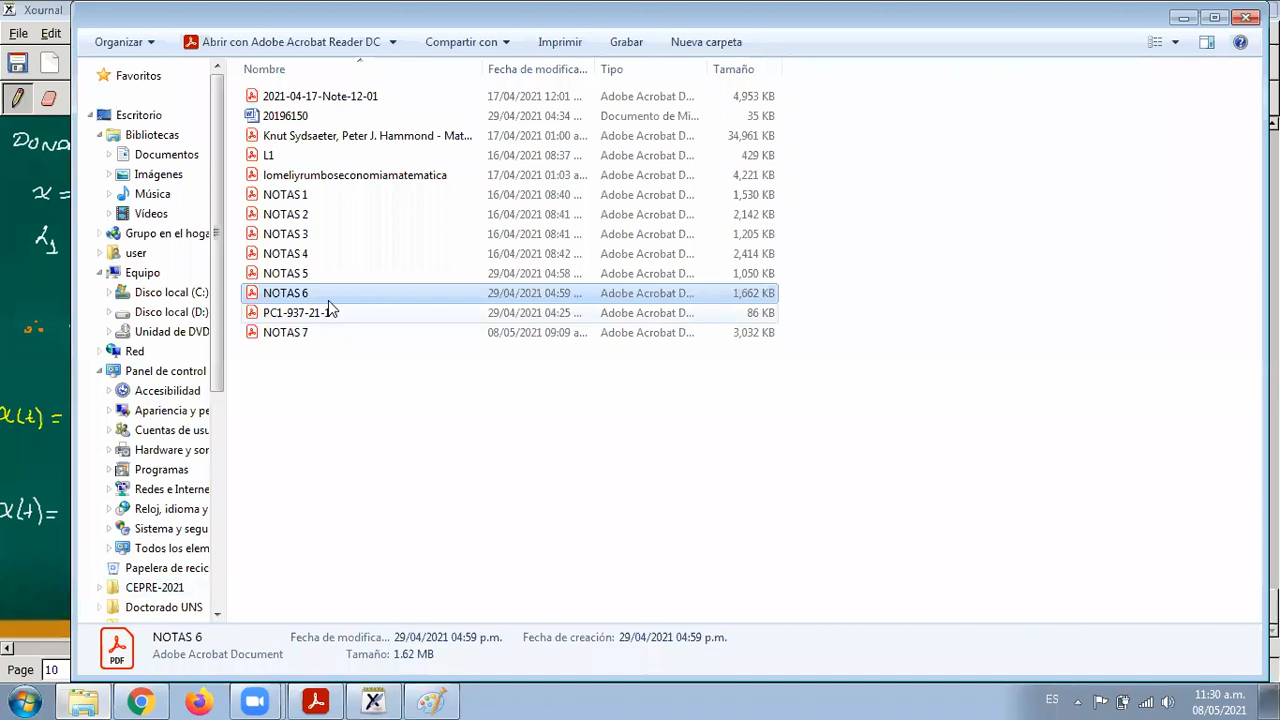 Xournal
File Edit
Organizar Abrir con Adobe Acrobat Reader DC Compartir con Imprimir Grabar Nueva carpeta
Favoritos
Escritorio
Bibliotecas
Documentos
Imágenes
Música
Vídeos
Grupo en el hoga
user
Equipo
Disco local (C:)
Disco local (D:)
Unidad de DVD
Red
Panel de control
Accesibilidad
Apariencia y pe
Cuentas de usu
Hardware y sor
Programas
Redes e Interne
Reloj, idioma y
Sistema y segu
Todos los elem
Papelera de reci
CEPRE-2021
Doctorado UNS
Nombre Fecha de modifica... Tipo Tamaño
2021-04-17-Note-12-01 17/04/2021 12:01 ... Adobe Acrobat D... 4,953 KB
20196150 29/04/2021 04:34 ... Documento de Mi... 35 KB
Knut Sydsaeter, Peter J. Hammond - Mat... 17/04/2021 01:00 a... Adobe Acrobat D... 34,961 KB
L1 16/04/2021 08:37 ... Adobe Acrobat D... 429 KB
lomeliyrumboseconomiamatematica 17/04/2021 01:03 a... Adobe Acrobat D... 4,221 KB
NOTAS 1 16/04/2021 08:40 ... Adobe Acrobat D... 1,530 KB
NOTAS 2 16/04/2021 08:41 ... Adobe Acrobat D... 2,142 KB
NOTAS 3 16/04/2021 08:41 ... Adobe Acrobat D... 1,205 KB
NOTAS 4 16/04/2021 08:42 ... Adobe Acrobat D... 2,414 KB
NOTAS 5 29/04/2021 04:58 ... Adobe Acrobat D... 1,050 KB
NOTAS 6 29/04/2021 04:59 ... Adobe Acrobat D... 1,662 KB
PC1-937-21-1 29/04/2021 04:25 ... Adobe Acrobat D... 86 KB
NOTAS 7 08/05/2021 09:09 a... Adobe Acrobat D... 3,032 KB
DONA
x =
λ₁
∴
x(t) =
x(t) =
NOTAS 6 Fecha de modifica... 29/04/2021 04:59 p.m. Fecha de creación: 29/04/2021 04:59 p.m.
Adobe Acrobat Document Tamaño: 1.62 MB
PDF
Page 10
ES
11:30 a.m.
08/05/2021